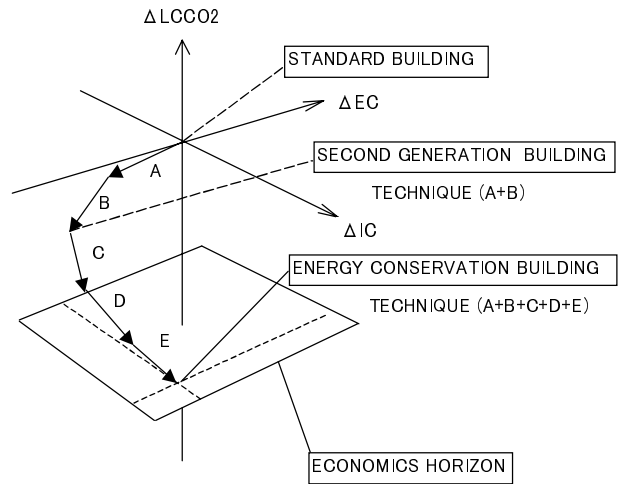 ΔLCCO2
STANDARD BUILDING
ΔEC
A
SECOND GENERATION BUILDING
B
TECHNIQUE (A+B)
ΔIC
C
ENERGY CONSERVATION BUILDING
D
TECHNIQUE (A+B+C+D+E)
E
ECONOMICS HORIZON